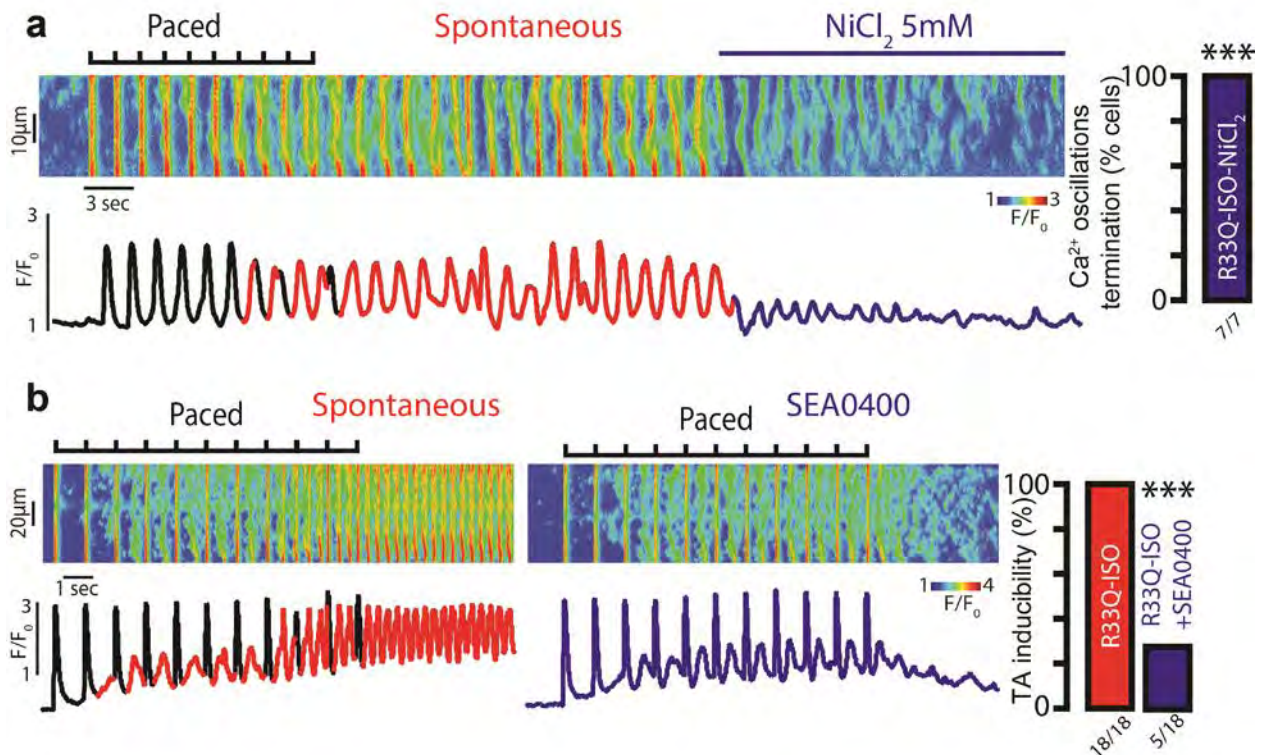 a
Paced
Spontaneous
NiCl₂ 5mM
10µm
3 sec
1 3
F/F₀
3
F/F₀
1
Ca²⁺ oscillations
termination (% cells)
100
0
***
R33Q-ISO-NiCl₂
7/7
b
Paced
Spontaneous
Paced
SEA0400
20µm
1 sec
1 4
F/F₀
3
F/F₀
1
TA inducibility (%)
100
0
R33Q-ISO
***
R33Q-ISO
+SEA0400
18/18
5/18